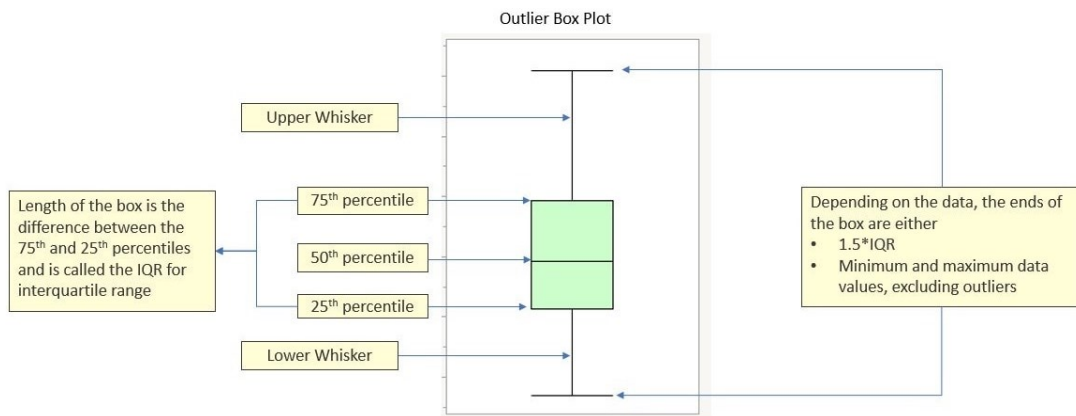 Outlier Box Plot
Upper Whisker
75th percentile
Length of the box is the
difference between the
75th and 25th percentiles
and is called the IQR for
interquartile range
50th percentile
25th percentile
Lower Whisker
Depending on the data, the ends of
the box are either
• 1.5*IQR
• Minimum and maximum data
values, excluding outliers